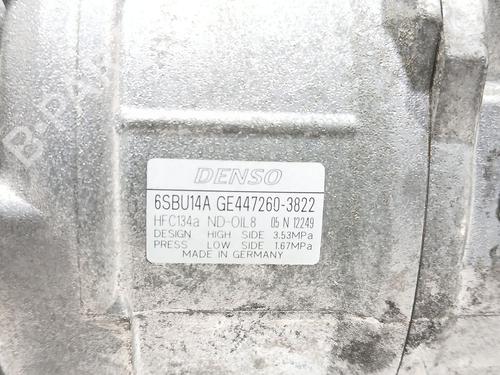 B-PARTS
DENSO
6SBU14A GE447260-3822
HFC134a ND-OIL8 05 N 12249
DESIGN HIGH SIDE 3.53MPa
PRESS LOW SIDE 1.67MPa
MADE IN GERMANY